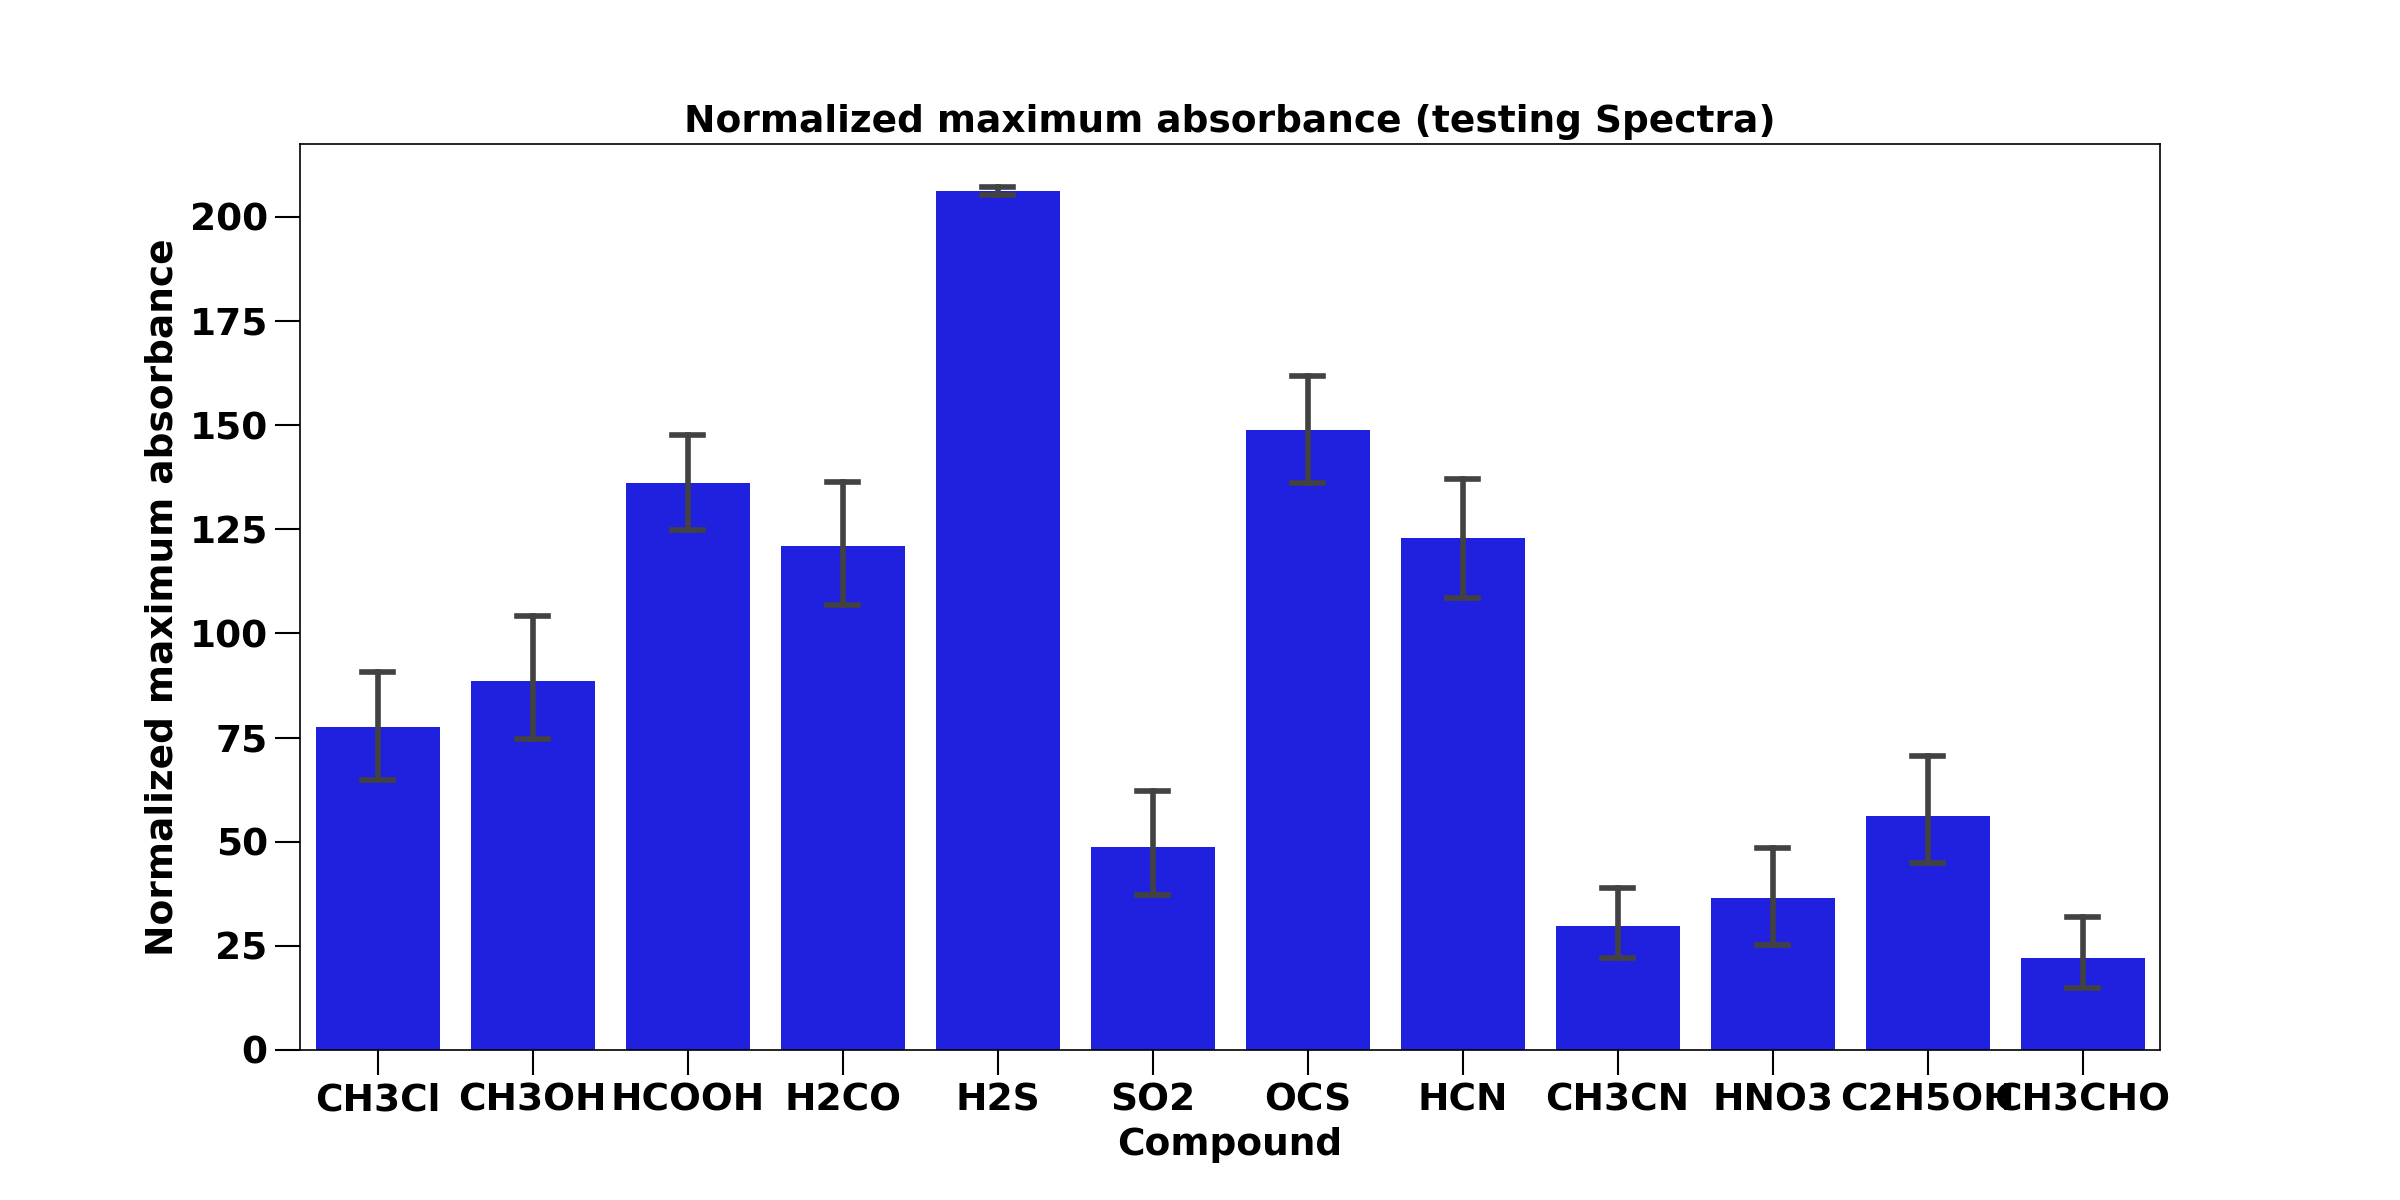 Normalized maximum absorbance (testing Spectra)
Normalized maximum absorbance
200
175
150
125
100
75
50
25
0
CH3Cl CH3OH HCOOH H2CO H2S SO2 OCS HCN CH3CN HNO3 C2H5OH CH3CHO
Compound